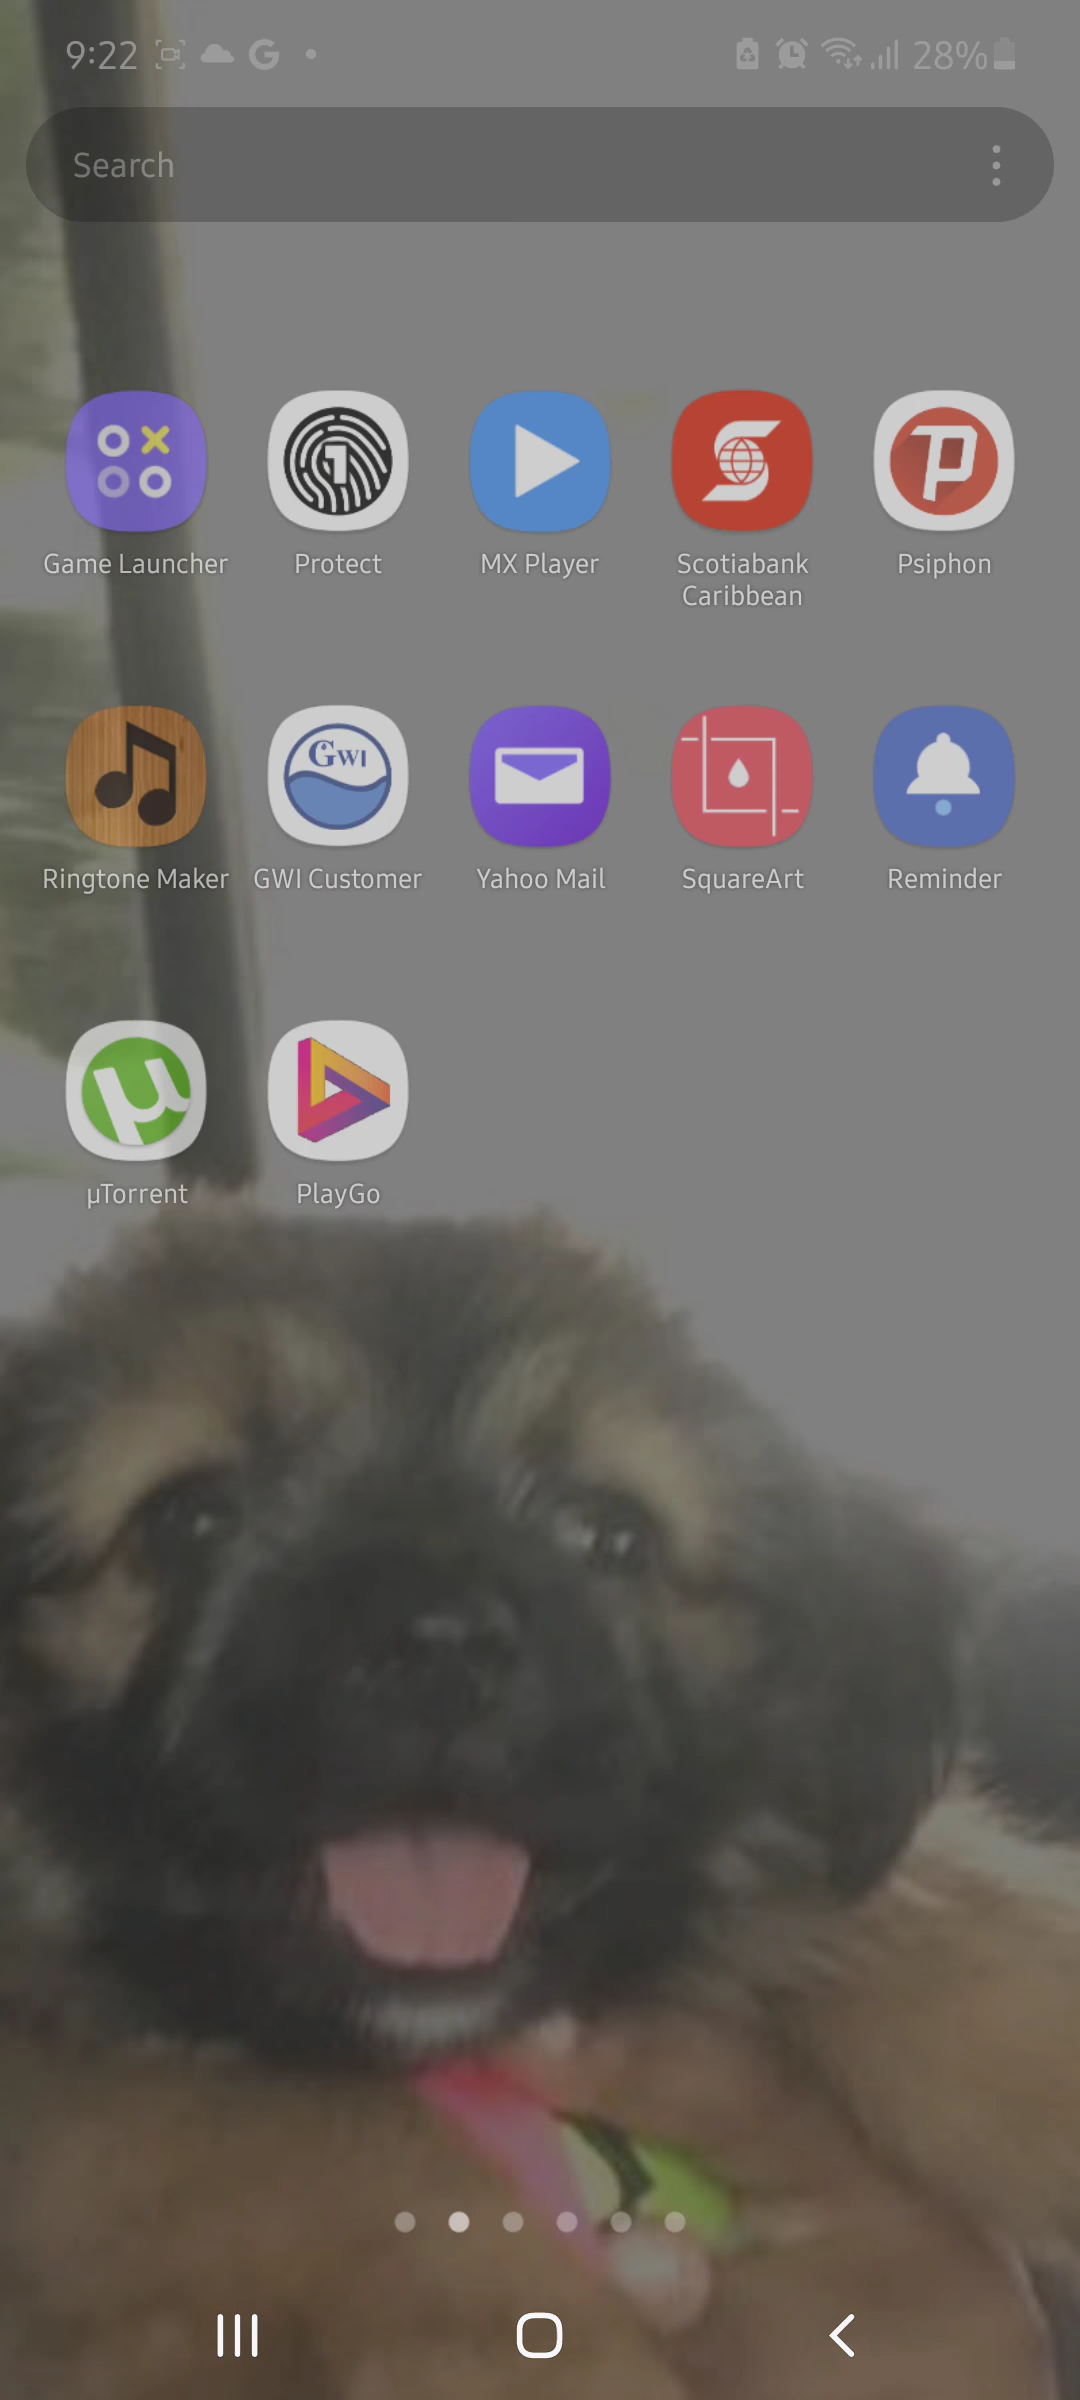 9:22 G 28%
Search
Game Launcher Protect MX Player Scotiabank Caribbean Psiphon
GWI
Ringtone Maker GWI Customer Yahoo Mail SquareArt Reminder
µ
µTorrent PlayGo